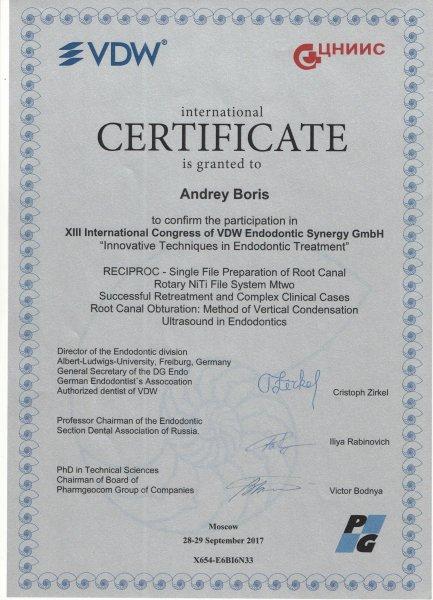 VDW®
ЦНИИС
international
CERTIFICATE
is granted to
Andrey Boris
to confirm the participation in
XIII International Congress of VDW Endodontic Synergy GmbH
“Innovative Techniques in Endodontic Treatment”
RECIPROC - Single File Preparation of Root Canal
Rotary NiTi File System Mtwo
Successful Retreatment and Complex Clinical Cases
Root Canal Obturation: Method of Vertical Condensation
Ultrasound in Endodontics
Director of the Endodontic division
Albert-Ludwigs-University, Freiburg, Germany
General Secretary of the DG Endo
German Endodontist`s Assocoation
Authorized dentist of VDW
Cristoph Zirkel
Professor Chairman of the Endodontic
Section Dental Association of Russia.
Iliya Rabinovich
PhD in Technical Sciences
Chairman of Board of
Pharmgeocom Group of Companies
Victor Bodnya
Moscow
28-29 September 2017
X654-E6BI6N33
PG